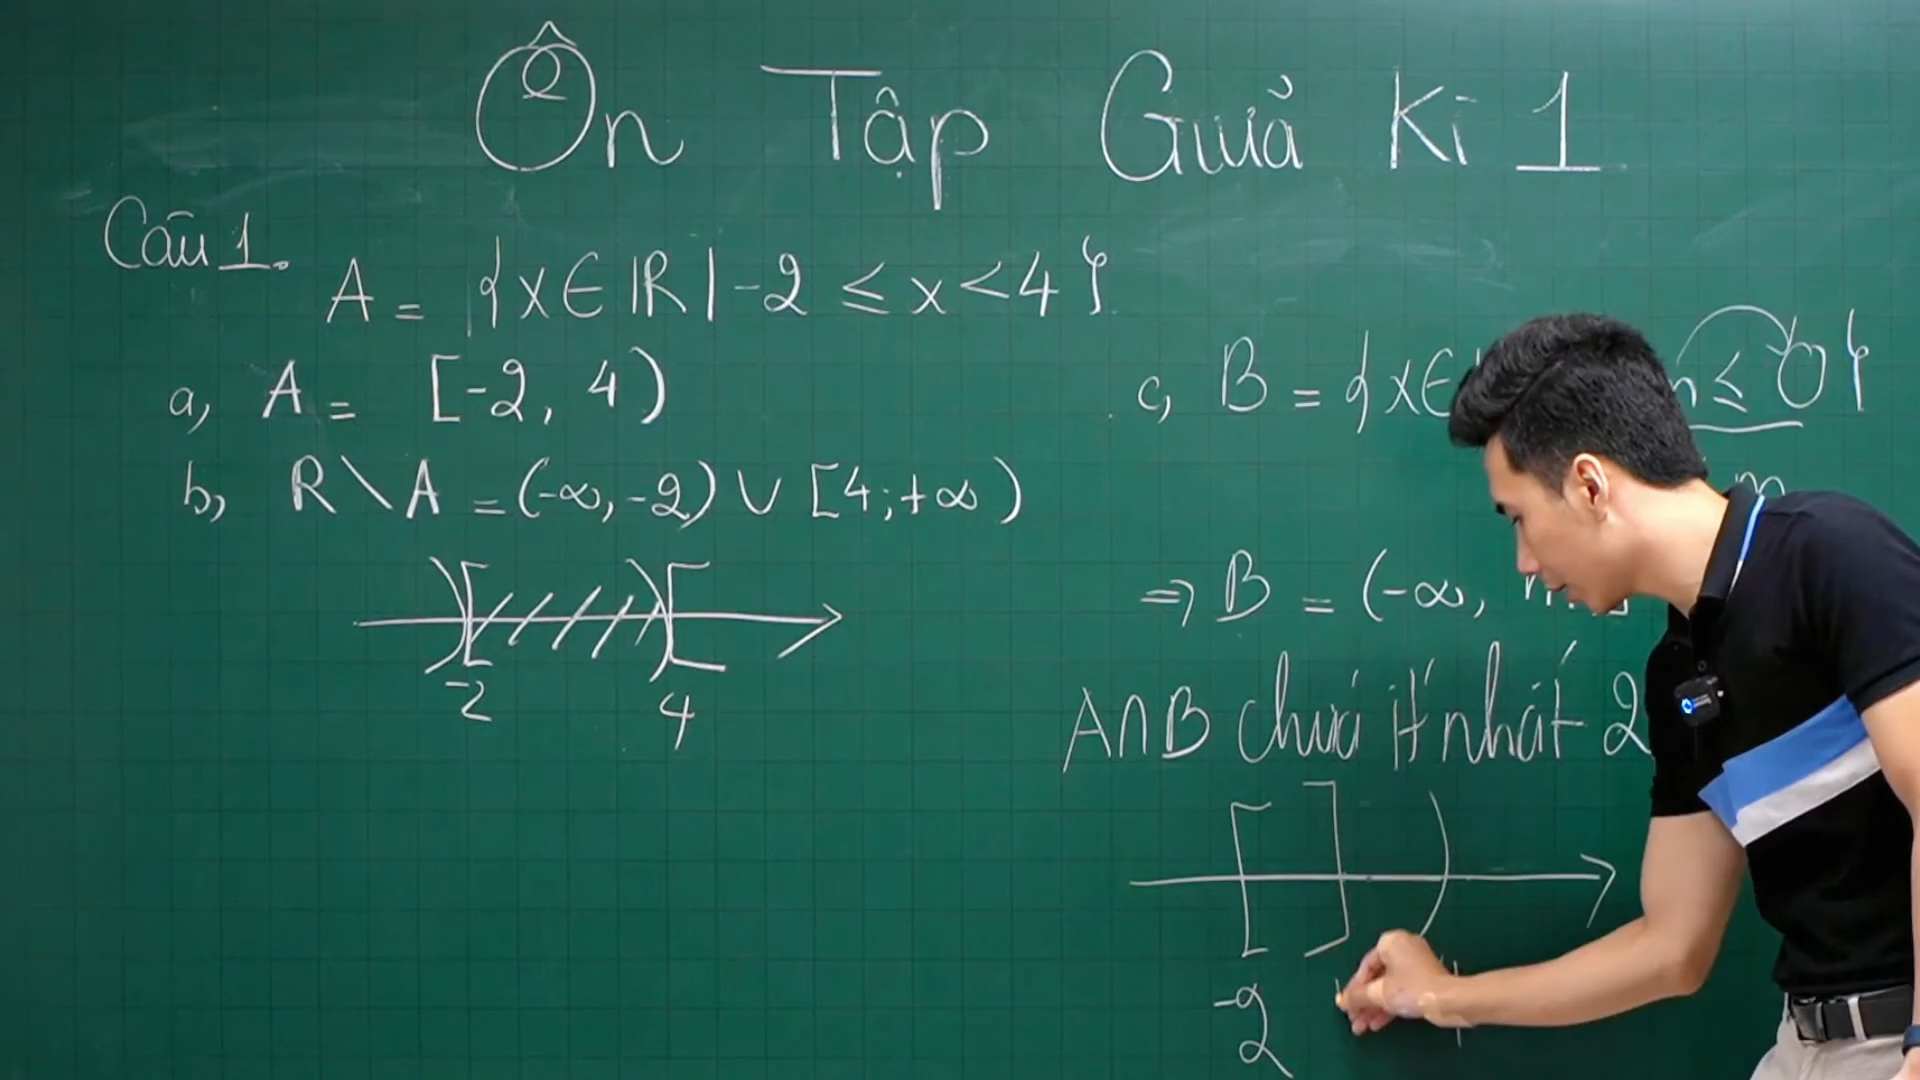 Ôn Tập Giữa Kì 1
Câu 1.
A = {x ∈ ℝ | -2 ≤ x < 4}
a, A = [-2, 4)
b, R \ A = (-∞, -2) ∪ [4; +∞)
-2 4
c, B = {x ∈ ≤ 0}
m
⇒ B = (-∞,
A∩B chứa ít nhất 2
-2